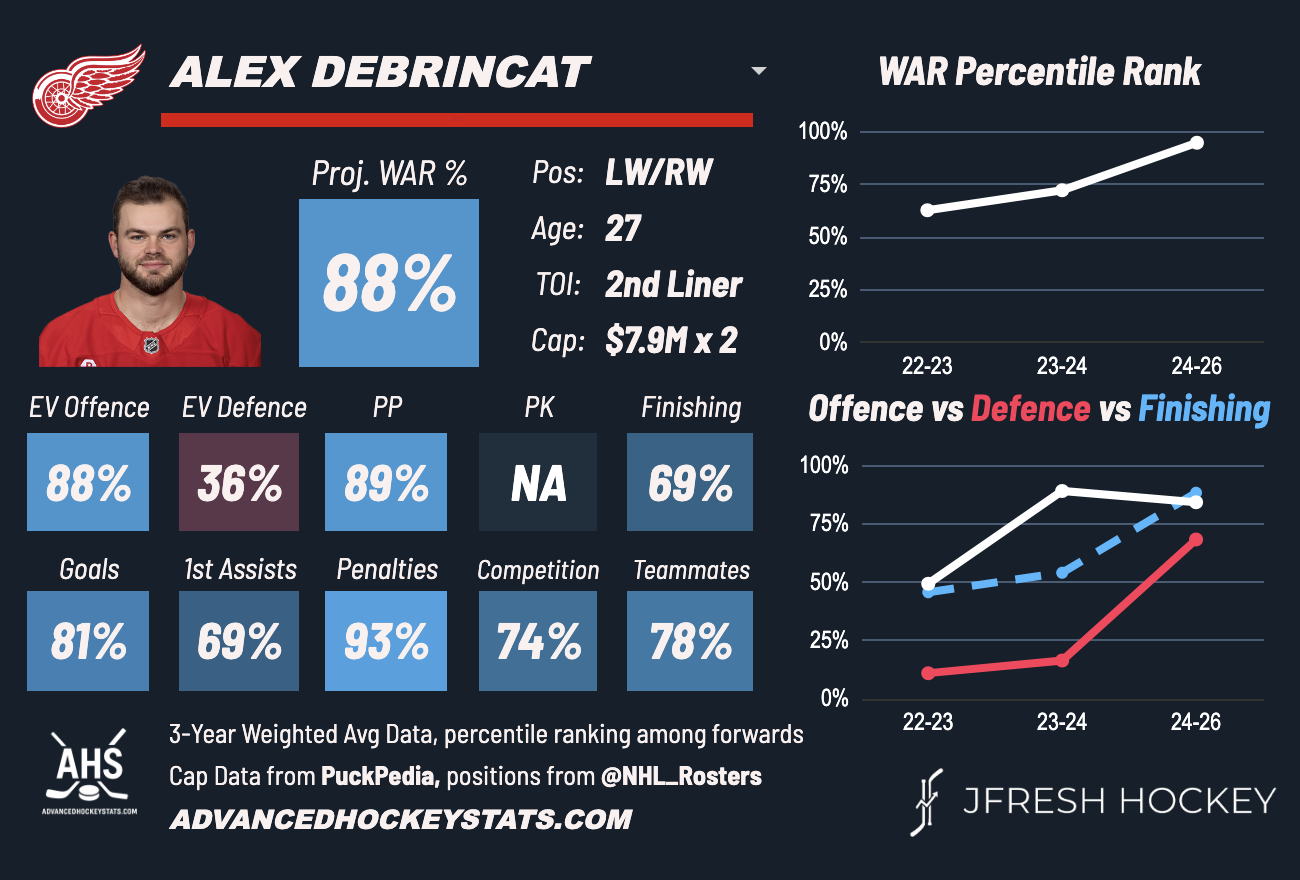 ALEX DEBRINCAT
Proj. WAR %
88%
Pos: LW/RW
Age: 27
TOI: 2nd Liner
Cap: $7.9M x 2
EV Offence EV Defence PP PK Finishing
88% 36% 89% NA 69%
Goals 1st Assists Penalties Competition Teammates
81% 69% 93% 74% 78%
WAR Percentile Rank
100%
75%
50%
25%
0%
22-23 23-24 24-26
Offence vs Defence vs Finishing
100%
75%
50%
25%
0%
22-23 23-24 24-26
AHS
ADVANCEDHOCKEYSTATS.COM
3-Year Weighted Avg Data, percentile ranking among forwards
Cap Data from PuckPedia, positions from @NHL_Rosters
ADVANCEDHOCKEYSTATS.COM
JFRESH HOCKEY